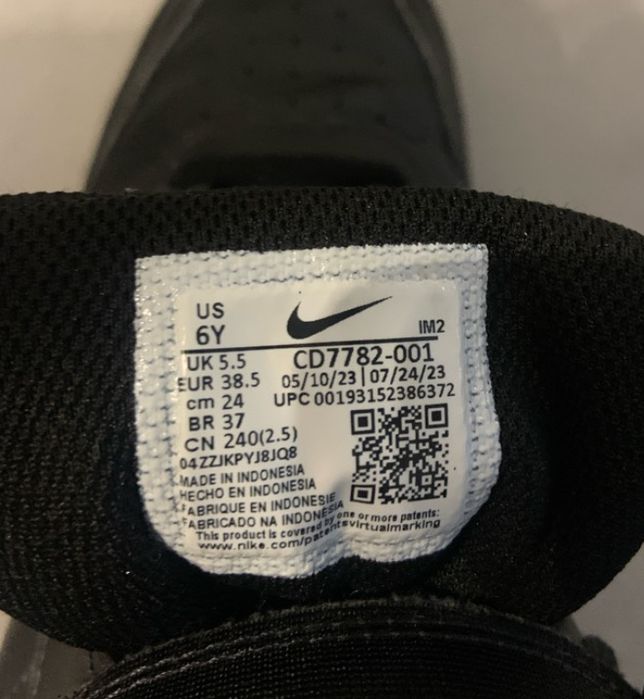 US
6Y
IM2
UK 5.5
CD7782-001
EUR 38.5
05/10/23 | 07/24/23
cm 24
UPC 00193152386372
BR 37
CN 240(2.5)
04ZZJKPYJ8JQ8
MADE IN INDONESIA
HECHO EN INDONESIA
FABRIQUE EN INDONESIE
FABRICADO NA INDONÉSIA
This product is covered by one or more patents:
www.nike.com/patentsvirtualmarking